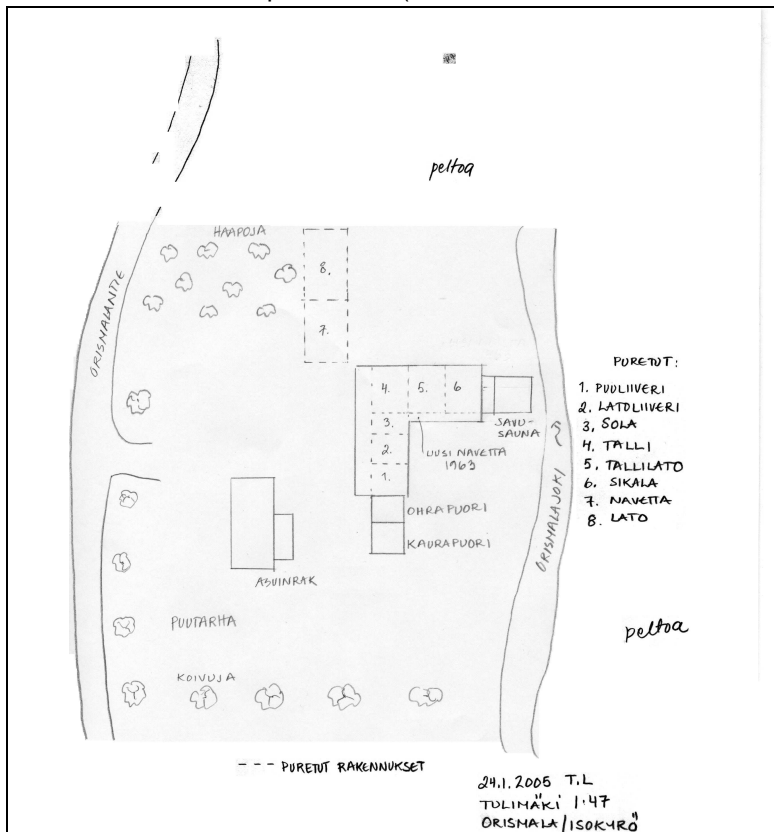 peltoa
HAAPOJA
8.
7.
ORISMALANTIE
4. 5. 6
3.
2.
1.
SAVU-
SAUNA
UUSI NAVETTA
1963
OHRAPUORI
KAURAPUORI
ASUINRAK
PUUTARHA
KOIVUJA
ORISMALAJOKI
PURETUT:
1. PUOLIIVERI
2. LATOLIIVERI
3, SOLA
4. TALLI
5. TALLILATO
6. SIKALA
7. NAVETTA
8. LATO
peltoa
--- PURETUT RAKENNUKSET
24.1.2005 T.L
TULIMÄKI 1:47
ORISMALA/ISOKYRÖ